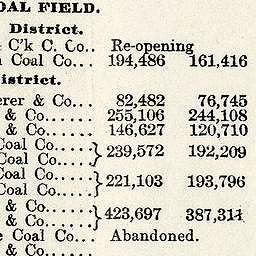 OAL FIELD.
District.
C'k C. Co.. Re-opening
Coal Co.... 194,486 161,416
istrict.
erer & Co... 82,482 76,745
& Co..... 255,106 244,108
& Co..... 146,627 120,710
Coal Co....
Coal Co.... } 239,572 192,209
Coal Co....
Coal Co.... } 221,103 193,796
& Co......
& Co...... } 423,697 387,314
Coal Co... Abandoned.
& Co......